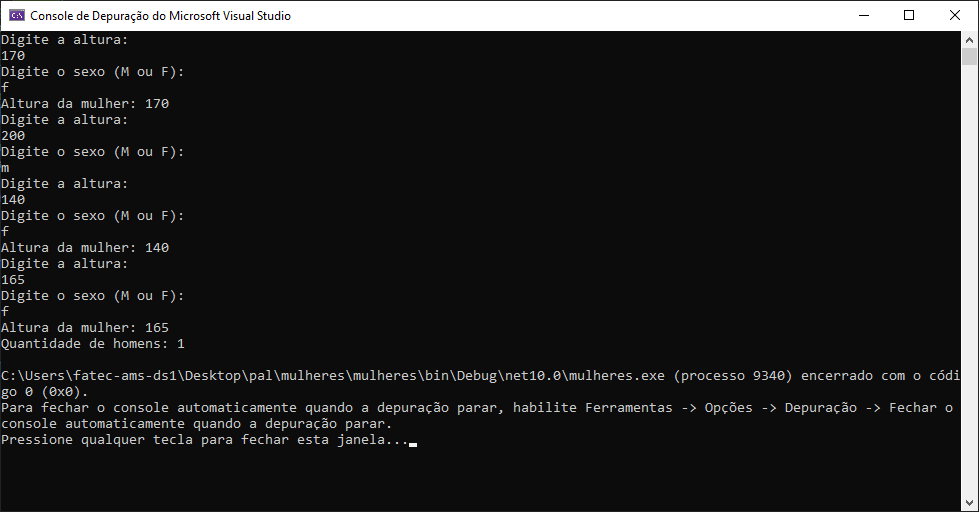 Console de Depuração do Microsoft Visual Studio
Digite a altura:
170
Digite o sexo (M ou F):
f
Altura da mulher: 170
Digite a altura:
200
Digite o sexo (M ou F):
m
Digite a altura:
140
Digite o sexo (M ou F):
f
Altura da mulher: 140
Digite a altura:
165
Digite o sexo (M ou F):
f
Altura da mulher: 165
Quantidade de homens: 1
C:\Users\fatec-ams-ds1\Desktop\pal\mulheres\mulheres\bin\Debug\net10.0\mulheres.exe (processo 9340) encerrado com o códi
go 0 (0x0).
Para fechar o console automaticamente quando a depuração parar, habilite Ferramentas -> Opções -> Depuração -> Fechar o
console automaticamente quando a depuração parar.
Pressione qualquer tecla para fechar esta janela...